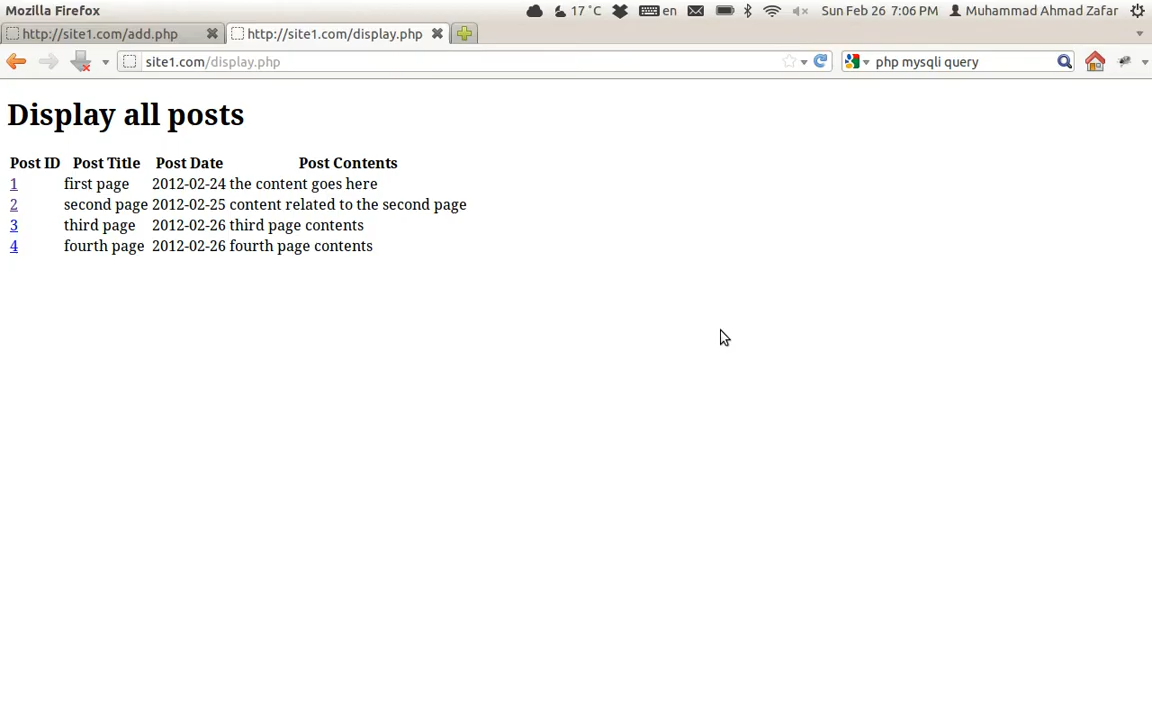 Mozilla Firefox
17 °C en Sun Feb 26 7:06 PM Muhammad Ahmad Zafar
http://site1.com/add.php http://site1.com/display.php
site1.com/display.php php mysqli query
Display all posts
Post ID Post Title Post Date Post Contents
1 first page 2012-02-24 the content goes here
2 second page 2012-02-25 content related to the second page
3 third page 2012-02-26 third page contents
4 fourth page 2012-02-26 fourth page contents